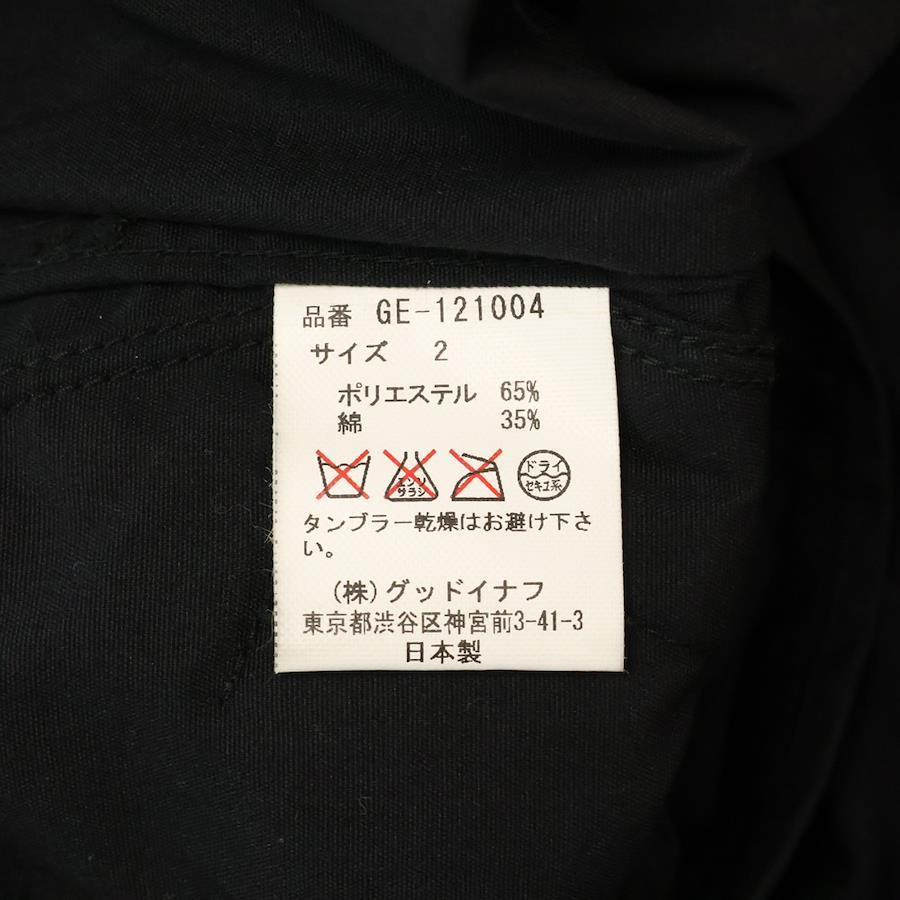 品番 GE-121004
サイズ 2
ポリエステル 65%
綿 35%
エンソ
サラシ
ドライ
セキユ系
タンブラー乾燥はお避け下さ
い。
(株)グッドイナフ
東京都渋谷区神宮前3-41-3
日本製